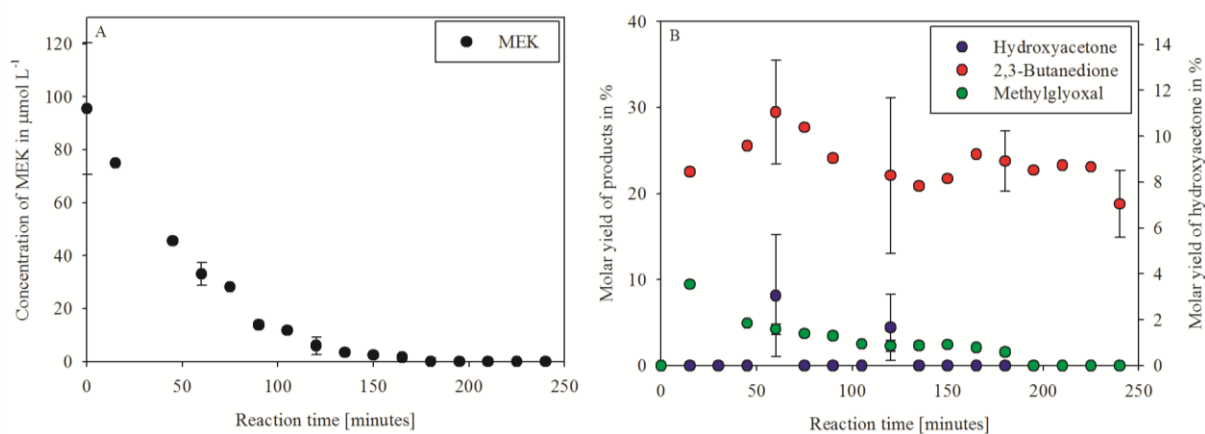 A
MEK
Concentration of MEK in µmol L⁻¹
120
100
80
60
40
20
0
0 50 100 150 200 250
Reaction time [minutes]
B
Hydroxyacetone
2,3-Butanedione
Methylglyoxal
Molar yield of products in %
40
30
20
10
0
Molar yield of hydroxyacetone in %
14
12
10
8
6
4
2
0
0 50 100 150 200 250
Reaction time [minutes]